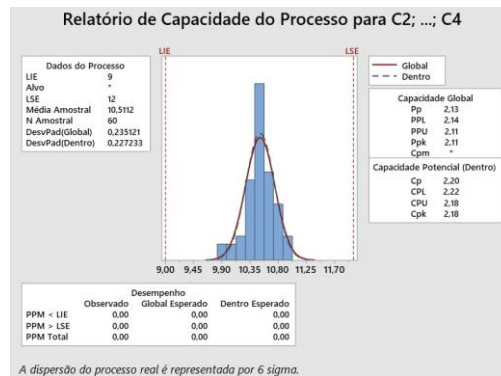 Relatório de Capacidade do Processo para C2; ...; C4
LIE
LSE
Dados do Processo
LIE 9
Alvo *
LSE 12
Média Amostral 10,5112
N Amostral 60
DesvPad(Global) 0,235121
DesvPad(Dentro) 0,227233
Global
Dentro
Capacidade Global
Pp 2,13
PPL 2,14
PPU 2,11
Ppk 2,11
Cpm *
Capacidade Potencial (Dentro)
Cp 2,20
CPL 2,22
CPU 2,18
Cpk 2,18
9,00 9,45 9,90 10,35 10,80 11,25 11,70
Desempenho
Observado Global Esperado Dentro Esperado
PPM < LIE 0,00 0,00 0,00
PPM > LSE 0,00 0,00 0,00
PPM Total 0,00 0,00 0,00
A dispersão do processo real é representada por 6 sigma.